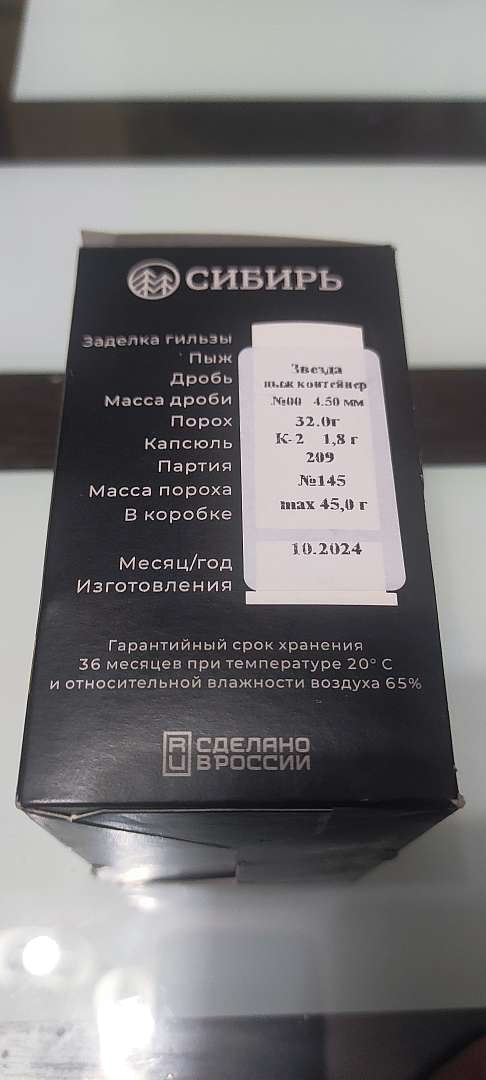 СИБИРЬ
Заделка гильзы
Пыж
Дробь
Масса дроби
Порох
Капсюль
Партия
Масса пороха
В коробке
Месяц/год
Изготовления
Звезда
пыж контейнер
№00 4.50 мм
32.0г
К-2 1,8 г
209
№145
max 45,0 г
10.2024
Гарантийный срок хранения
36 месяцев при температуре 20° С
и относительной влажности воздуха 65%
RU СДЕЛАНО
В РОССИИ